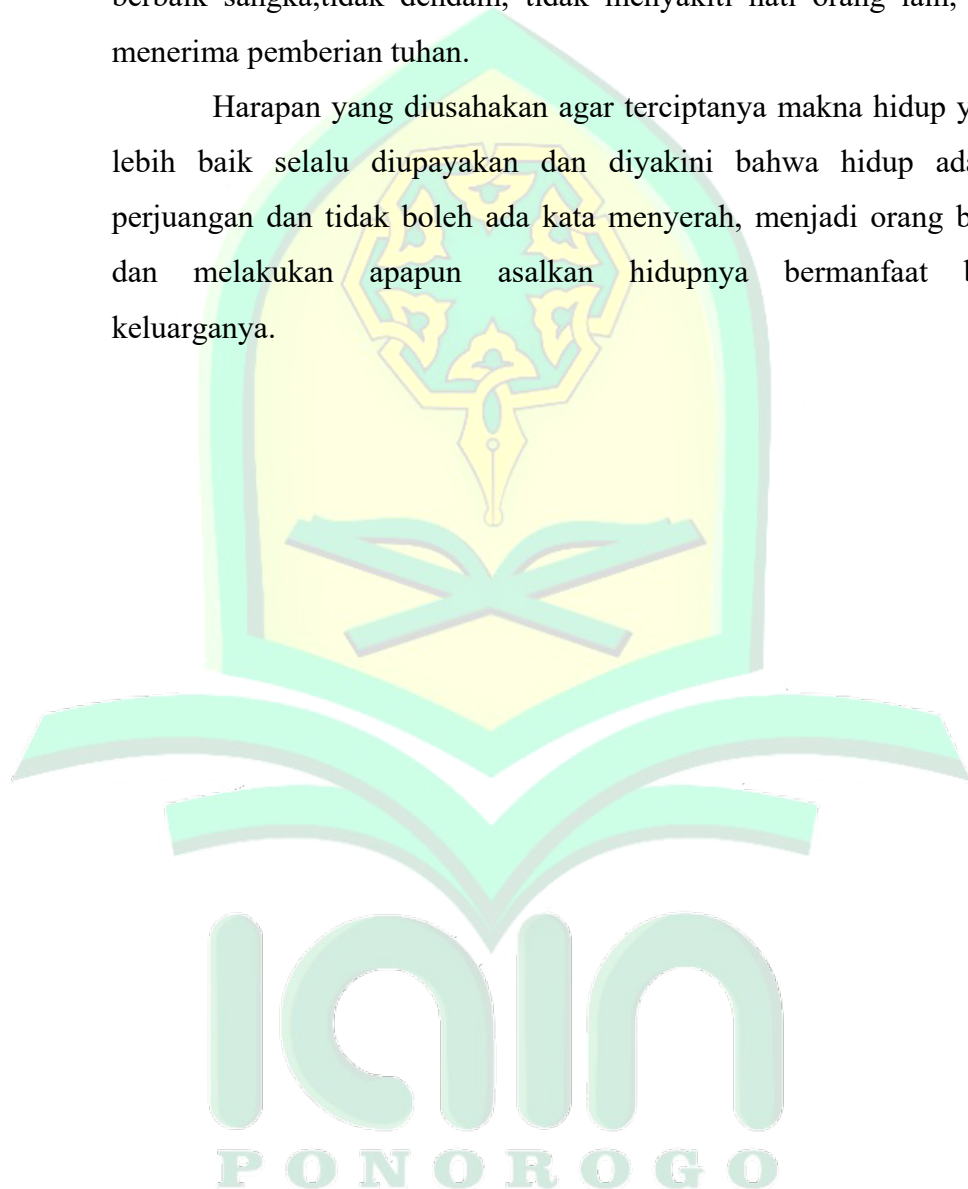 berbaik sangka,tidak dendam, tidak menyakiti hati orang lain,
menerima pemberian tuhan.
Harapan yang diusahakan agar terciptanya makna hidup y
lebih baik selalu diupayakan dan diyakini bahwa hidup ada
perjuangan dan tidak boleh ada kata menyerah, menjadi orang b
dan melakukan apapun asalkan hidupnya bermanfaat b
keluarganya.
iain
PONOROGO